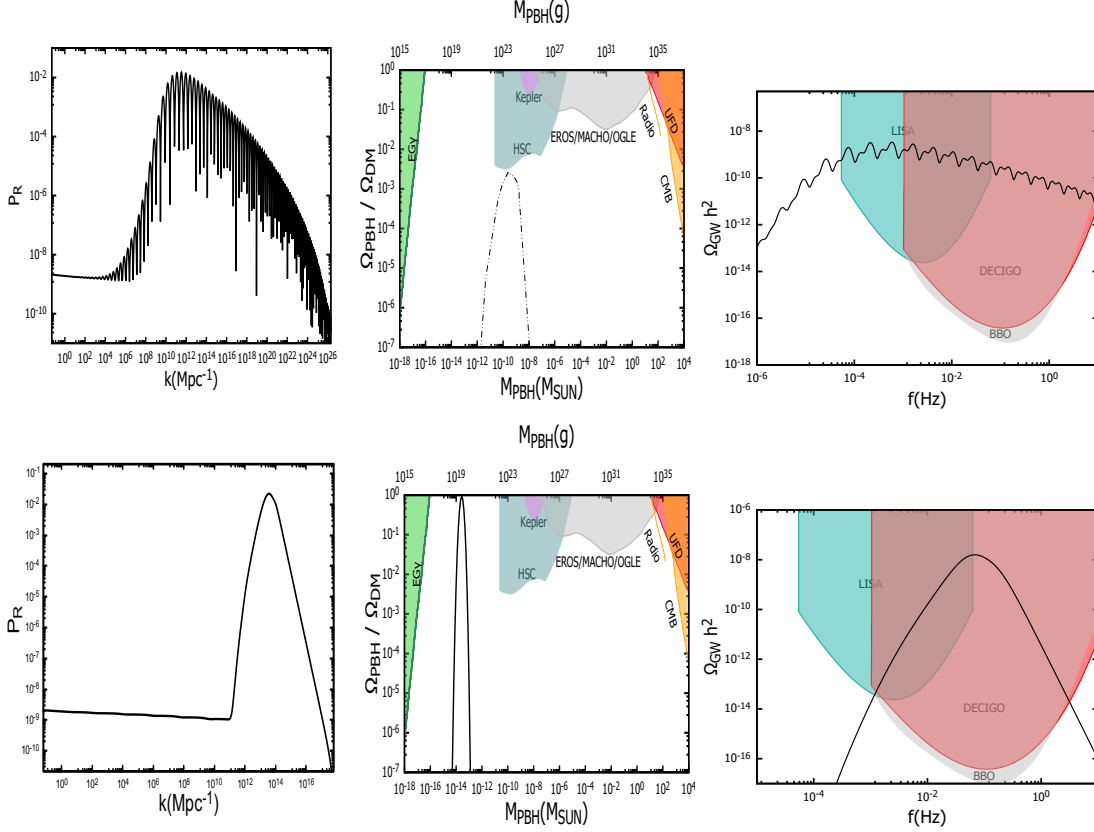 M_PBH(g)
10^15 10^19 10^23 10^27 10^31 10^35
P_R
10^-2
10^-4
10^-6
10^-8
10^-10
10^0 10^2 10^4 10^6 10^8 10^10 10^12 10^14 10^16 10^18 10^20 10^22 10^24 10^26
k(Mpc^-1)
Ω_PBH / Ω_DM
10^0
10^-1
10^-2
10^-3
10^-4
10^-5
10^-6
10^-7
EGγ
Kepler
HSC
EROS/MACHO/OGLE
Radio
UFD
CMB
10^-18 10^-16 10^-14 10^-12 10^-10 10^-8 10^-6 10^-4 10^-2 10^0 10^2 10^4
M_PBH(M_SUN)
Ω_GW h^2
10^-6
10^-8
10^-10
10^-12
10^-14
10^-16
10^-18
LISA
DECIGO
BBO
10^-6 10^-4 10^-2 10^0
f(Hz)
M_PBH(g)
10^15 10^19 10^23 10^27 10^31 10^35
P_R
10^-1
10^-2
10^-3
10^-4
10^-5
10^-6
10^-7
10^-8
10^-9
10^-10
10^0 10^2 10^4 10^6 10^8 10^10 10^12 10^14 10^16
k(Mpc^-1)
Ω_PBH / Ω_DM
10^0
10^-1
10^-2
10^-3
10^-4
10^-5
10^-6
10^-7
EGγ
Kepler
HSC
EROS/MACHO/OGLE
Radio
UFD
CMB
10^-18 10^-16 10^-14 10^-12 10^-10 10^-8 10^-6 10^-4 10^-2 10^0 10^2 10^4
M_PBH(M_SUN)
Ω_GW h^2
10^-6
10^-8
10^-10
10^-12
10^-14
10^-16
LISA
DECIGO
BBO
10^-4 10^-2 10^0
f(Hz)